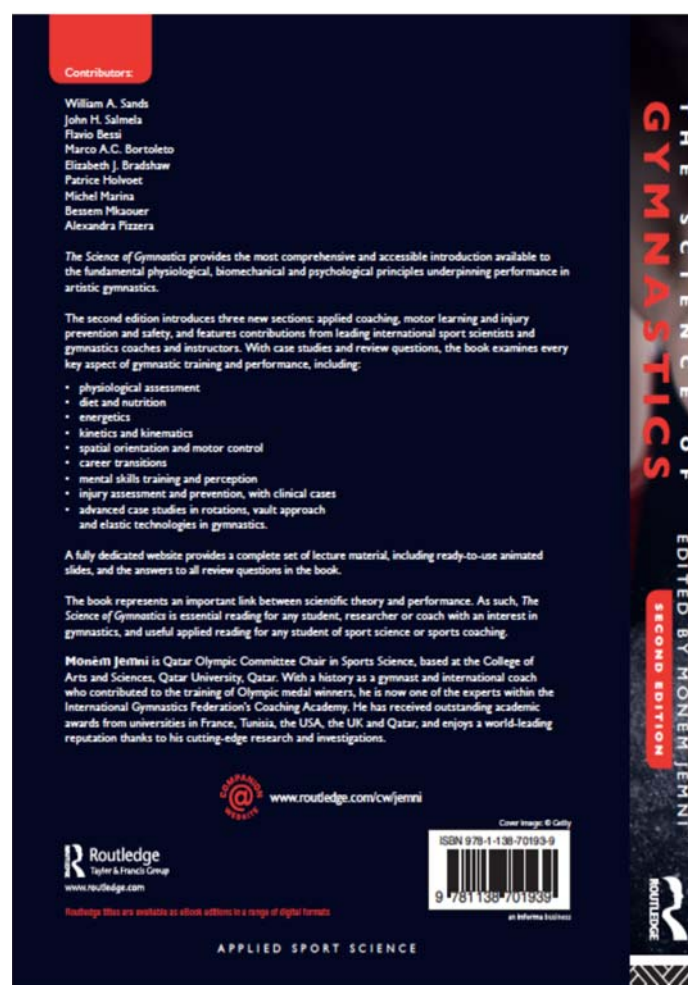 Contributors:
William A. Sands
John H. Salmela
Flavio Bessi
Marco A.C. Bortoleto
Elizabeth J. Bradshaw
Patrice Holvoet
Michel Marina
Bessem Mkaouer
Alexandra Pizzera
The Science of Gymnastics provides the most comprehensive and accessible introduction available to
the fundamental physiological, biomechanical and psychological principles underpinning performance in
artistic gymnastics.
The second edition introduces three new sections: applied coaching, motor learning and injury
prevention and safety, and features contributions from leading international sport scientists and
gymnastics coaches and instructors. With case studies and review questions, the book examines every
key aspect of gymnastic training and performance, including:
• physiological assessment
• diet and nutrition
• energetics
• kinetics and kinematics
• spatial orientation and motor control
• career transitions
• mental skills training and perception
• injury assessment and prevention, with clinical cases
• advanced case studies in rotations, vault approach
and elastic technologies in gymnastics.
A fully dedicated website provides a complete set of lecture material, including ready-to-use animated
slides, and the answers to all review questions in the book.
The book represents an important link between scientific theory and performance. As such, The
Science of Gymnastics is essential reading for any student, researcher or coach with an interest in
gymnastics, and useful applied reading for any student of sport science or sports coaching.
Monèm Jemni is Qatar Olympic Committee Chair in Sports Science, based at the College of
Arts and Sciences, Qatar University, Qatar. With a history as a gymnast and international coach
who contributed to the training of Olympic medal winners, he is now one of the experts within the
International Gymnastics Federation's Coaching Academy. He has received outstanding academic
awards from universities in France, Tunisia, the USA, the UK and Qatar, and enjoys a world-leading
reputation thanks to his cutting-edge research and investigations.
COMPANION
@
WEBSITE
www.routledge.com/cw/jemni
Cover image: © Getty
ISBN 978-1-138-70193-9
9 781138 701939
an informa business
Routledge
Taylor & Francis Group
www.routledge.com
Routledge titles are available as eBook editions in a range of digital formats
APPLIED SPORT SCIENCE
THE SCIENCE OF
GYMNASTICS
EDITED BY MONEM JEMNI
SECOND EDITION
ROUTLEDGE